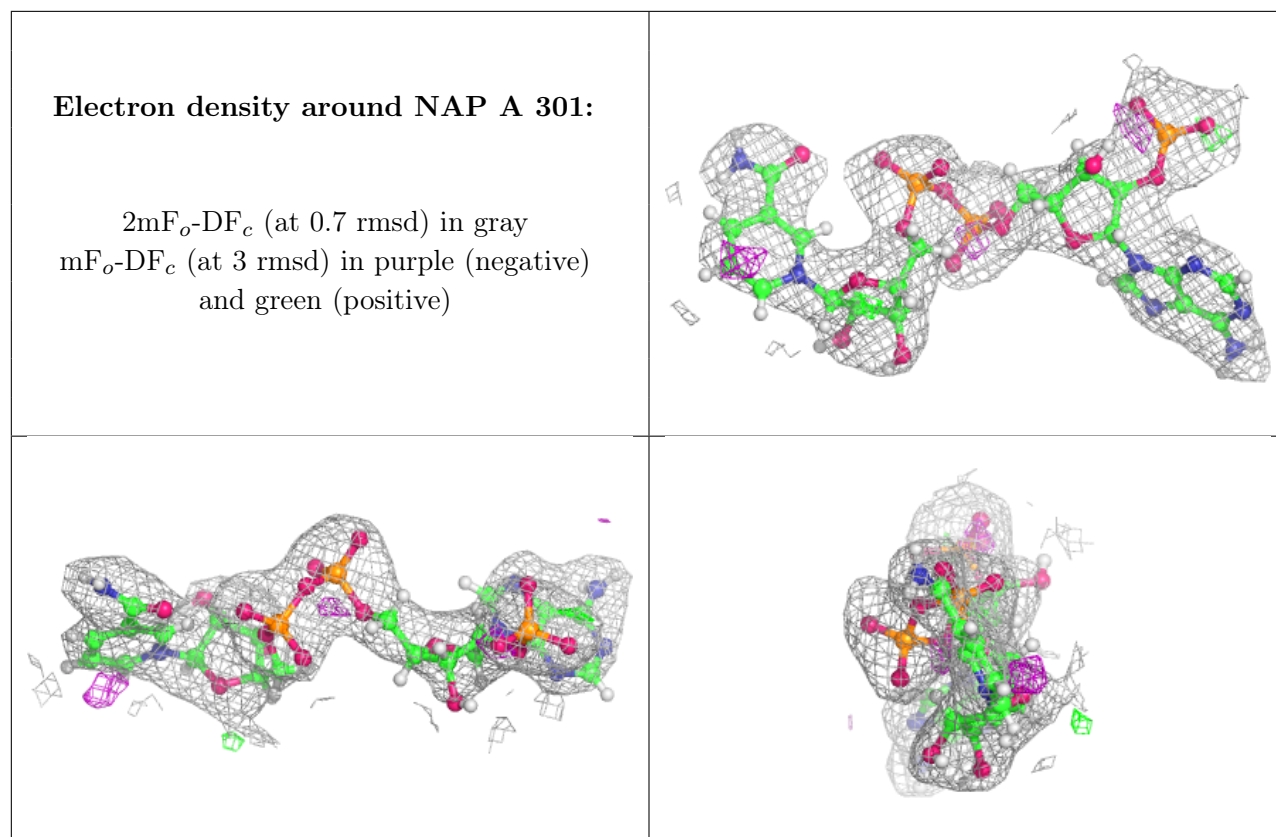 Electron density around NAP A 301:
2mFₒ-DF𝒸 (at 0.7 rmsd) in gray
mFₒ-DF𝒸 (at 3 rmsd) in purple (negative)
and green (positive)